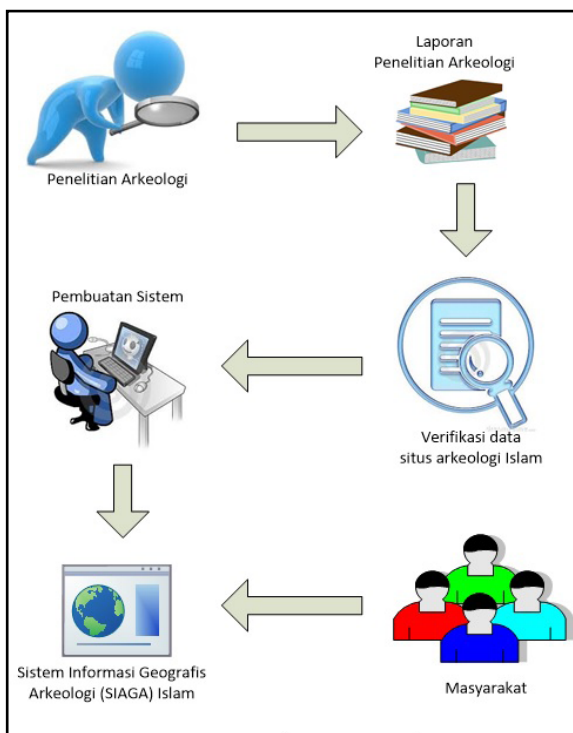 Laporan
Penelitian Arkeologi
Penelitian Arkeologi
Pembuatan Sistem
Verifikasi data
situs arkeologi Islam
Sistem Informasi Geografis
Arkeologi (SIAGA) Islam
Masyarakat